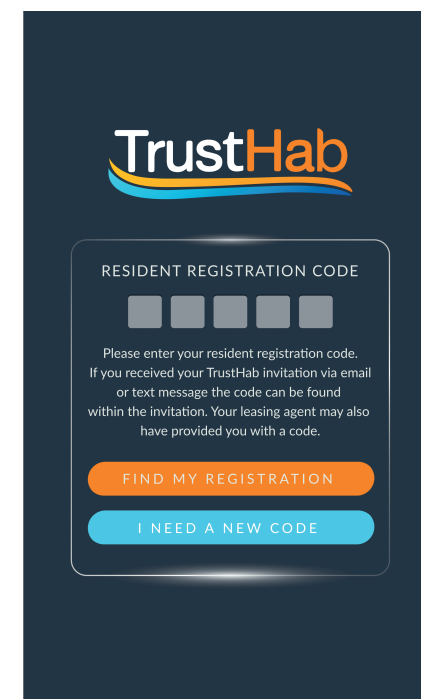 TrustHab
RESIDENT REGISTRATION CODE
Please enter your resident registration code.
If you received your TrustHab invitation via email
or text message the code can be found
within the invitation. Your leasing agent may also
have provided you with a code.
FIND MY REGISTRATION
I NEED A NEW CODE